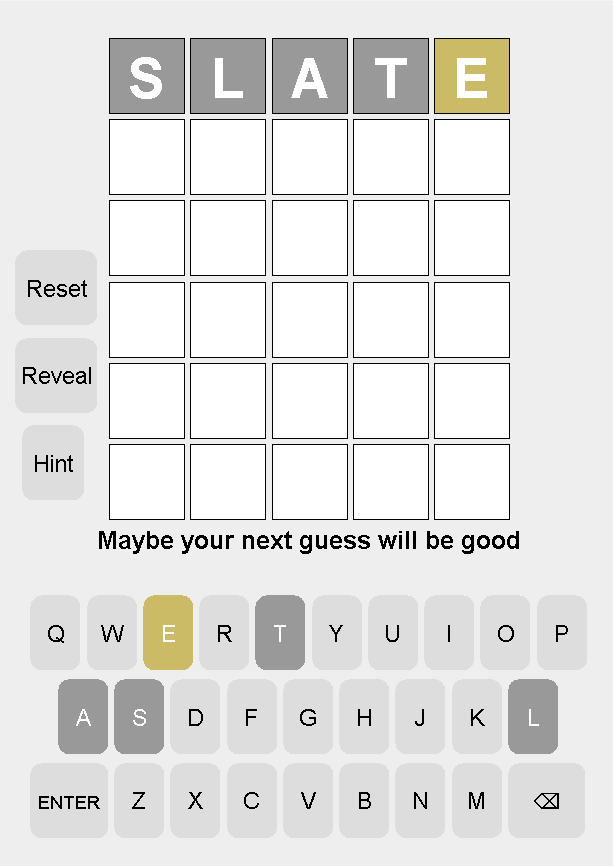 S L A T E
Reset
Reveal
Hint
Maybe your next guess will be good
Q W E R T Y U I O P
A S D F G H J K L
ENTER Z X C V B N M ⌫